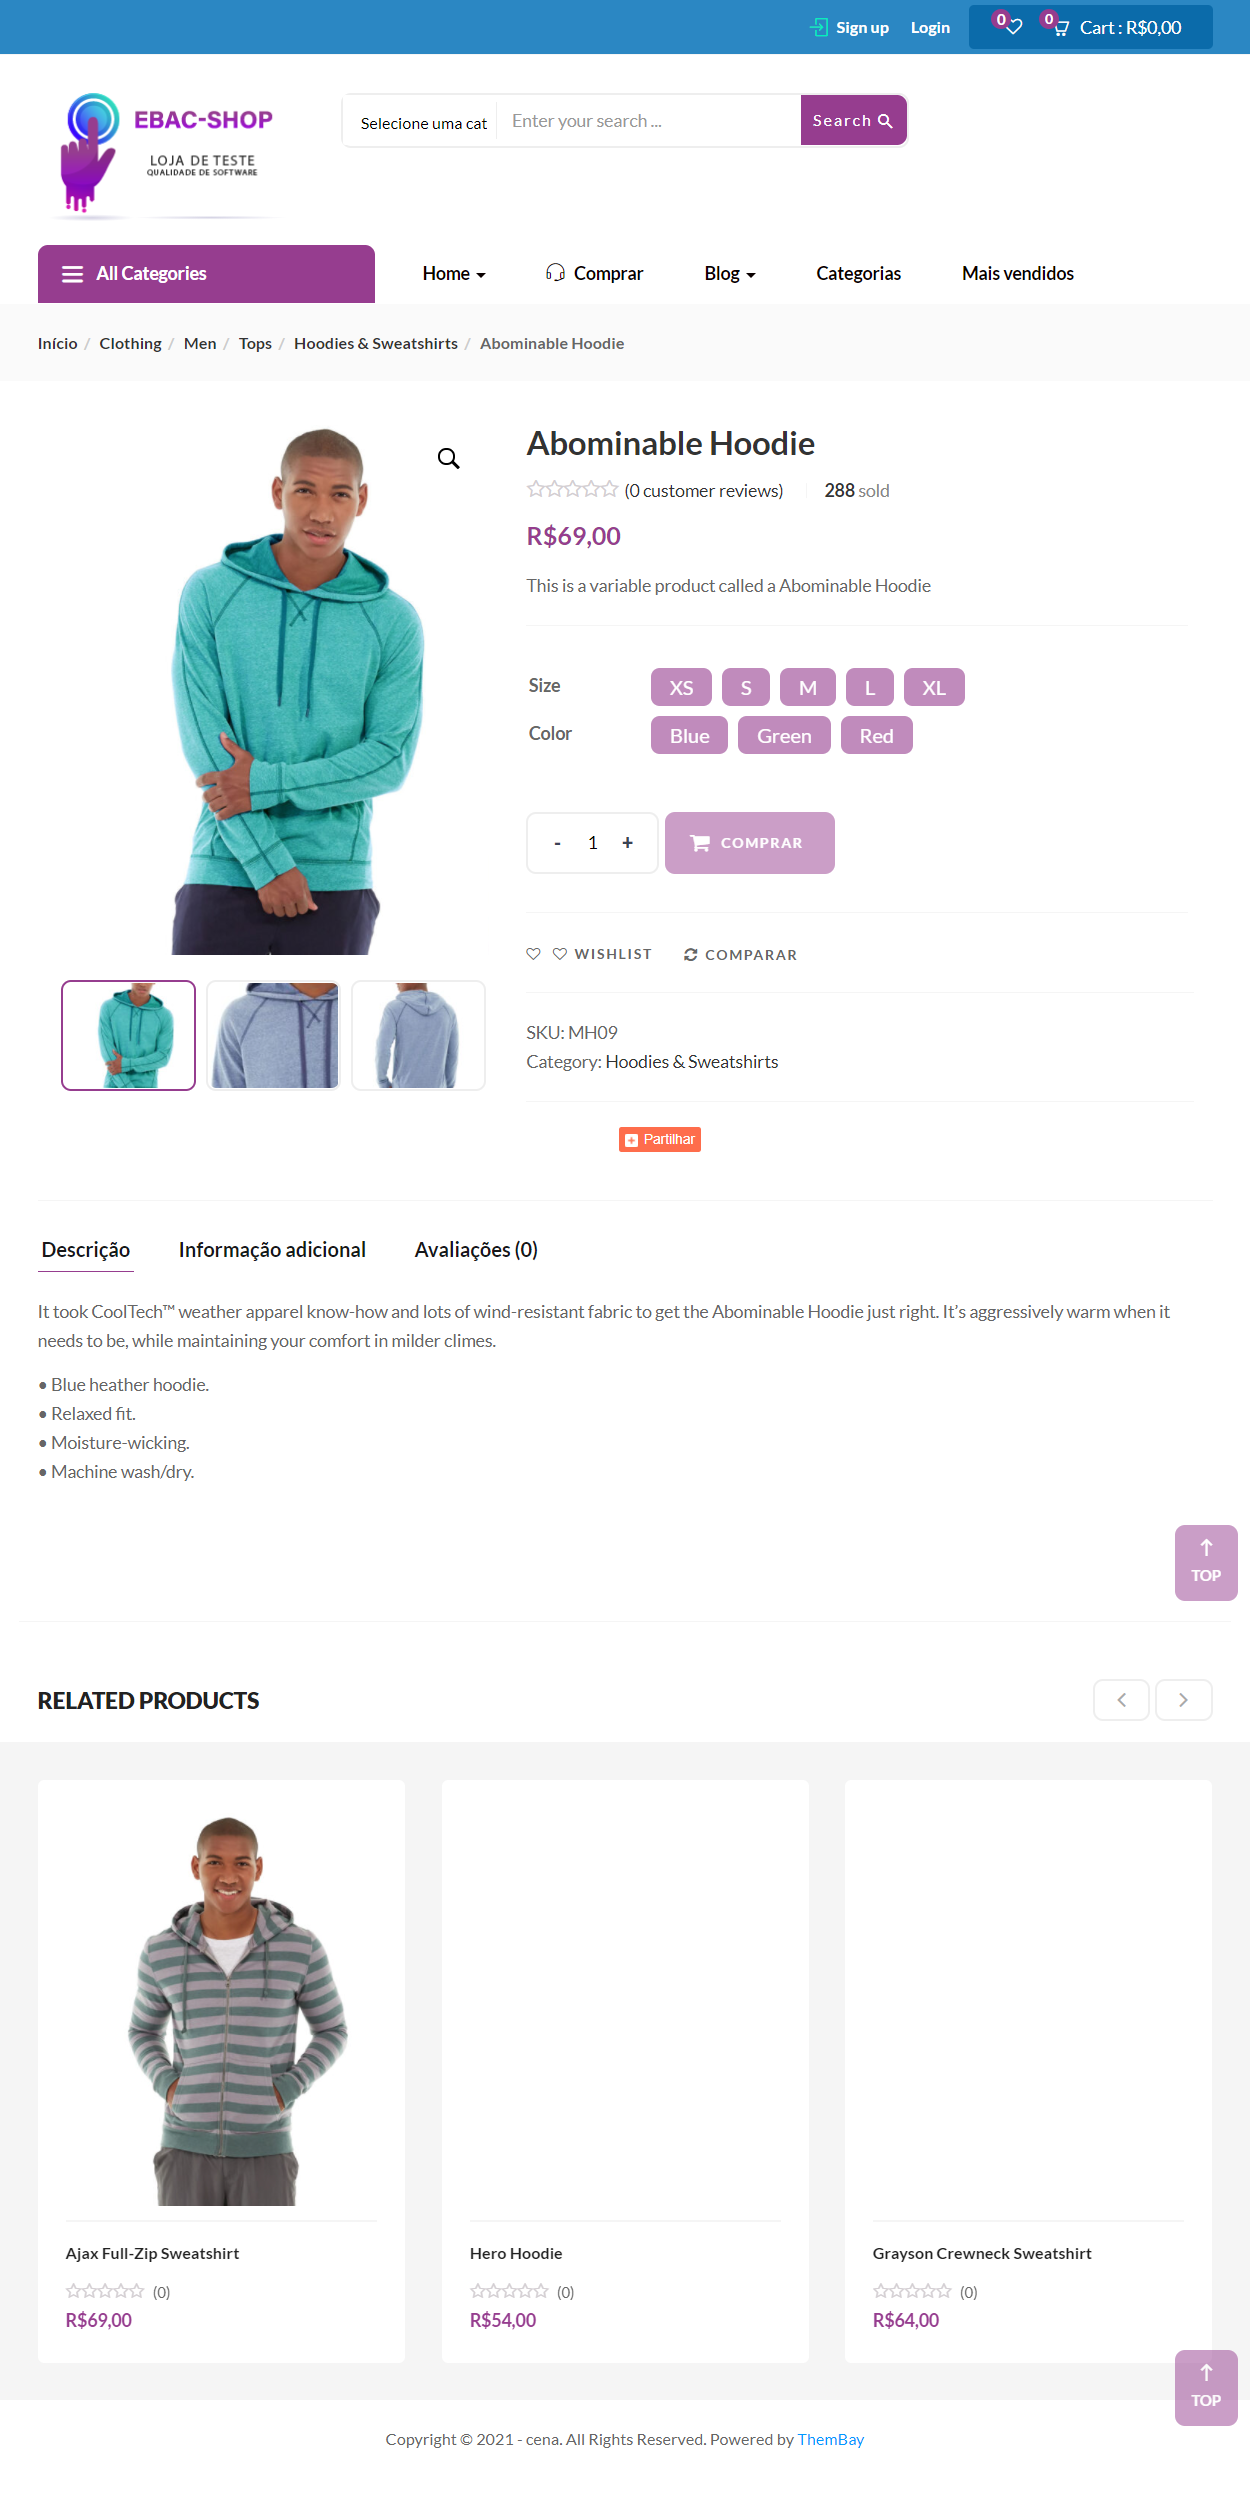 Sign up Login 0 0 Cart : R$0,00
EBAC-SHOP
LOJA DE TESTE
QUALIDADE DE SOFTWARE
Selecione uma cat Enter your search ... Search
All Categories Home Comprar Blog Categorias Mais vendidos
Início / Clothing / Men / Tops / Hoodies & Sweatshirts / Abominable Hoodie
Abominable Hoodie
(0 customer reviews) 288 sold
R$69,00
This is a variable product called a Abominable Hoodie
Size XS S M L XL
Color Blue Green Red
- 1 + COMPRAR
WISHLIST COMPARAR
SKU: MH09
Category: Hoodies & Sweatshirts
Partilhar
Descrição Informação adicional Avaliações (0)
It took CoolTech™ weather apparel know-how and lots of wind-resistant fabric to get the Abominable Hoodie just right. It’s aggressively warm when it
needs to be, while maintaining your comfort in milder climes.
• Blue heather hoodie.
• Relaxed fit.
• Moisture-wicking.
• Machine wash/dry.
TOP
RELATED PRODUCTS
Ajax Full-Zip Sweatshirt Hero Hoodie Grayson Crewneck Sweatshirt
(0) (0) (0)
R$69,00 R$54,00 R$64,00
TOP
Copyright © 2021 - cena. All Rights Reserved. Powered by ThemBay